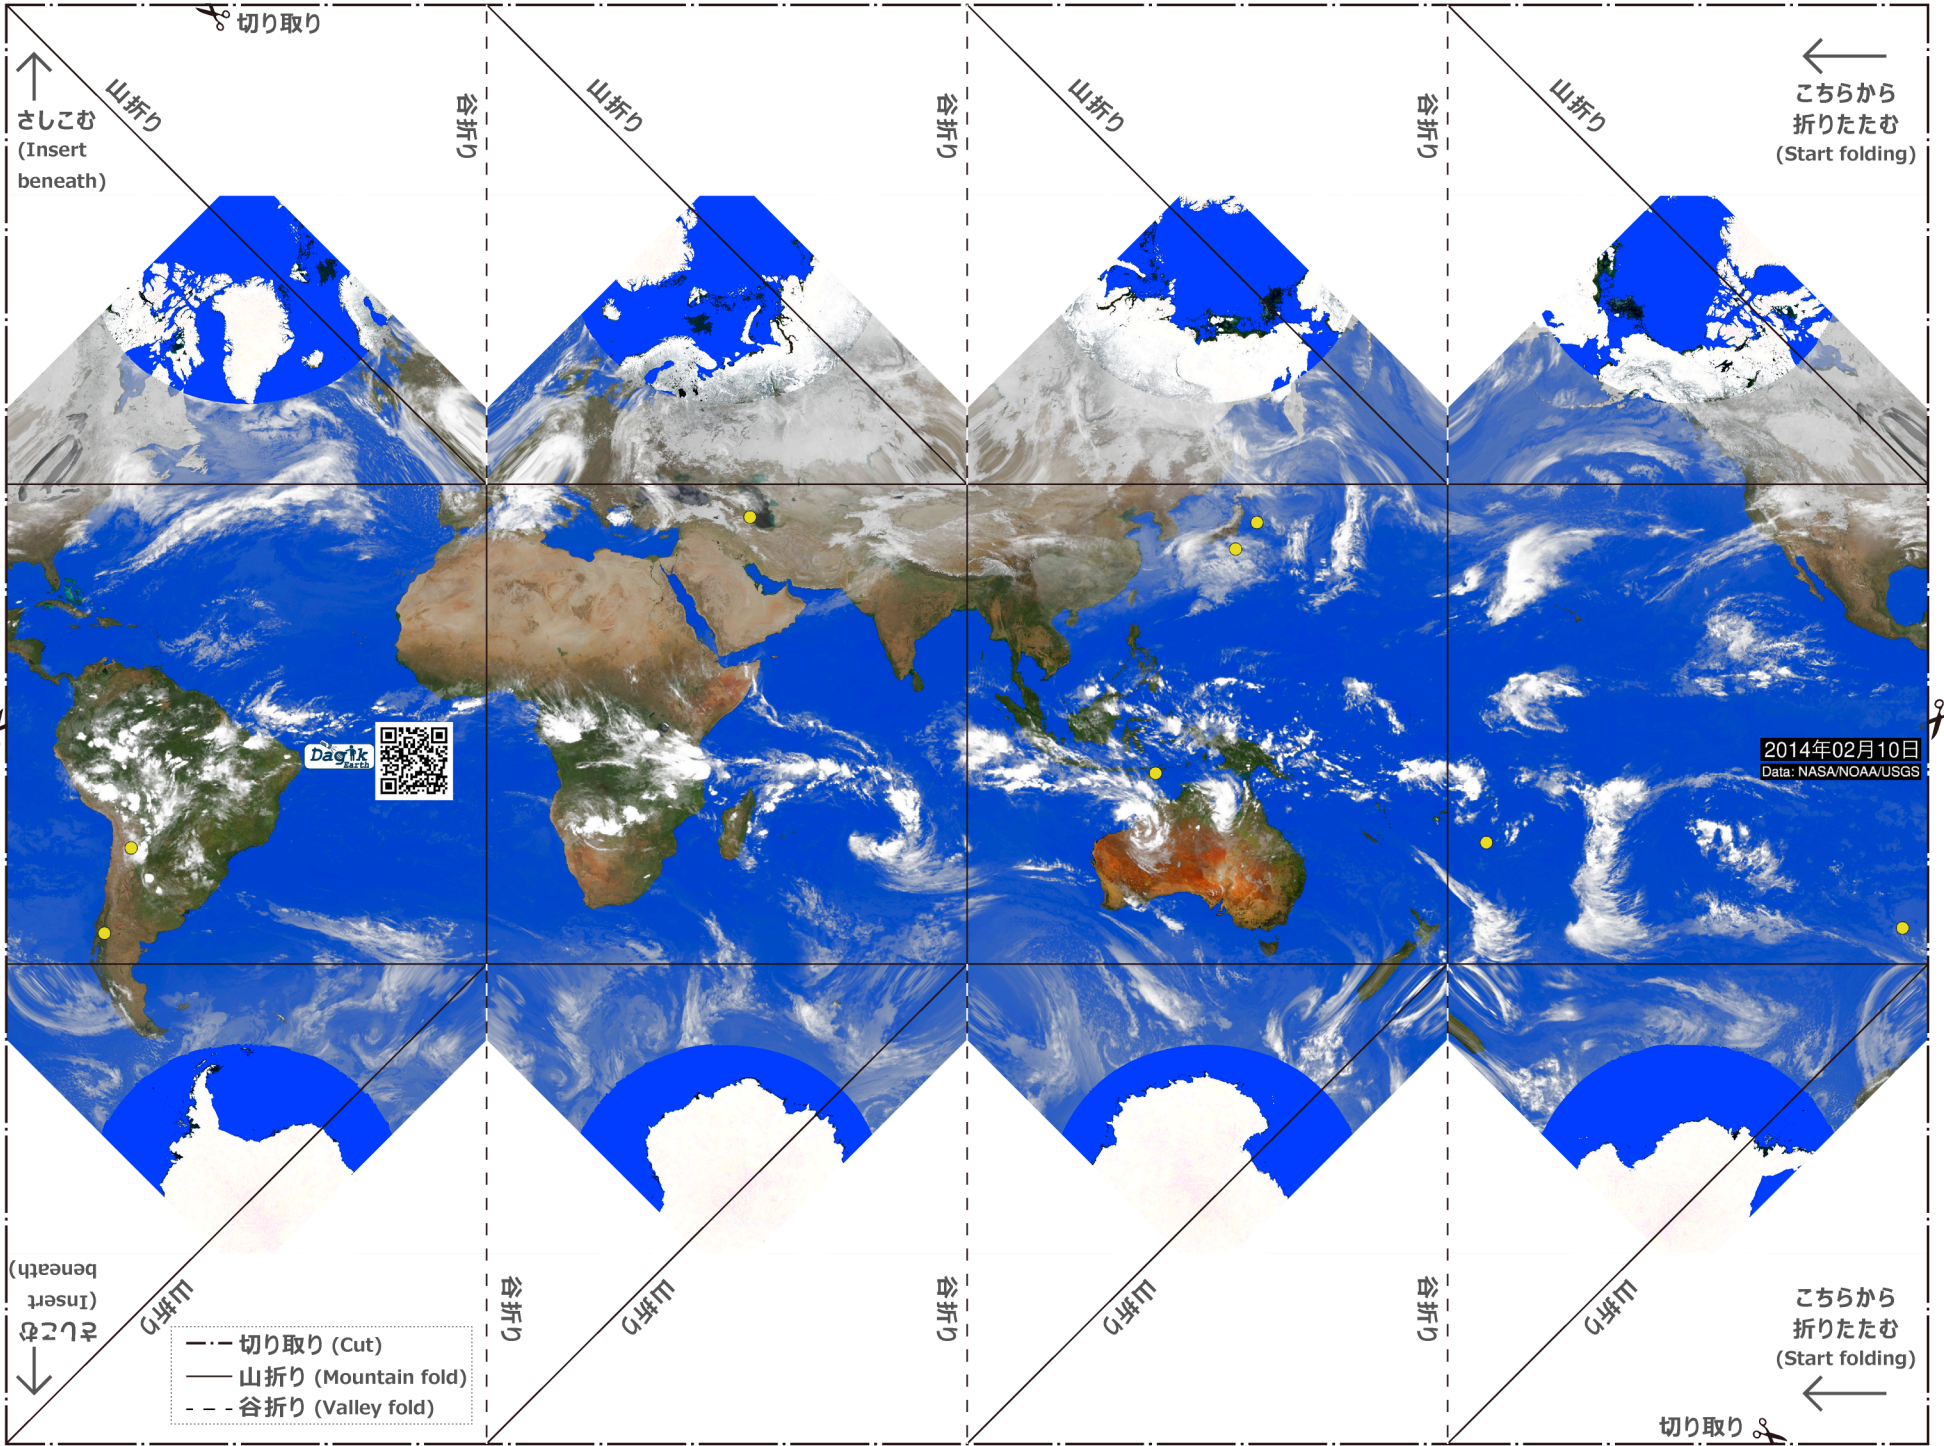 切り取り
さしこむ
(Insert
beneath)
山折り
谷折り
山折り
谷折り
山折り
谷折り
山折り
こちらから
折りたたむ
(Start folding)
Dagik
Earth
2014年02月10日
Data: NASA/NOAA/USGS
さしこむ
(Insert
beneath)
山折り
谷折り
山折り
谷折り
山折り
谷折り
山折り
こちらから
折りたたむ
(Start folding)
切り取り (Cut)
山折り (Mountain fold)
谷折り (Valley fold)
切り取り